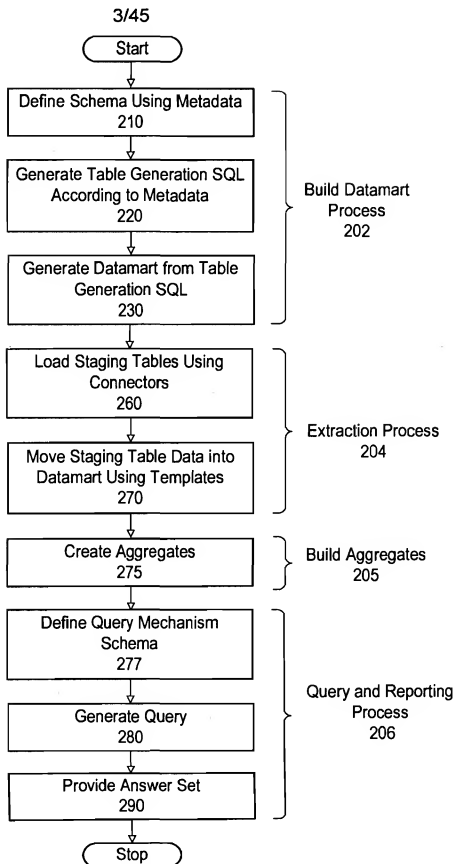 3/45
Start
Define Schema Using Metadata
210
Generate Table Generation SQL
According to Metadata
220
Generate Datamart from Table
Generation SQL
230
Build Datamart
Process
202
Load Staging Tables Using
Connectors
260
Move Staging Table Data into
Datamart Using Templates
270
Extraction Process
204
Create Aggregates
275
Build Aggregates
205
Define Query Mechanism
Schema
277
Generate Query
280
Provide Answer Set
290
Query and Reporting
Process
206
Stop